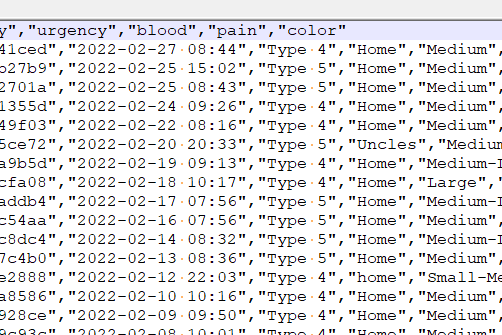 y","urgency","blood","pain","color"
41ced","2022-02-27 08:44","Type 4","Home","Medium",
b27b9","2022-02-25 15:02","Type 5","Home","Medium",
2701a","2022-02-25 08:43","Type 5","Home","Medium",
1355d","2022-02-24 09:26","Type 4","Home","Medium",
49f03","2022-02-22 08:16","Type 4","Home","Medium",
5ce72","2022-02-20 20:33","Type 5","Uncles","Medium
a9b5d","2022-02-19 09:13","Type 4","Home","Medium-
cfa08","2022-02-18 10:17","Type 4","Home","Large",
addb4","2022-02-17 07:56","Type 5","Home","Medium-
c54aa","2022-02-16 07:56","Type 5","Home","Medium",
c8dc4","2022-02-14 08:32","Type 5","Home","Medium-
7c4b0","2022-02-13 08:36","Type 5","Home","Medium",
e2888","2022-02-12 22:03","Type 4","home","Small-Me
a8586","2022-02-10 10:16","Type 4","Home","Medium"
928ce","2022-02-09 09:50","Type 4","Home","Medium",
9c93c","2022-02-08 10:01","Type 4","Home","Medium"